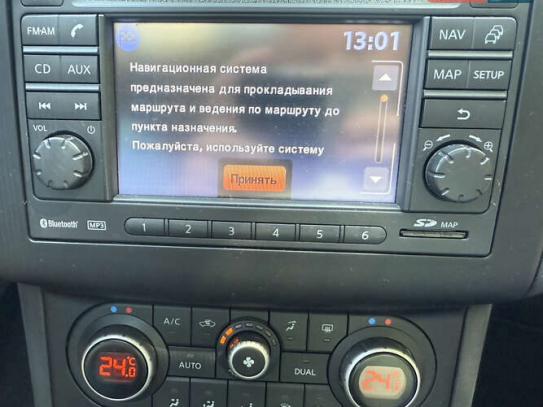 FM·AM
13:01
NAV
CD AUX
Навигационная система
предназначена для прокладывания
маршрута и ведения по маршруту до
пункта назначения.
Пожалуйста, используйте систему
Принять
MAP SETUP
VOL
Bluetooth MP3
1 2 3 4 5 6
SD MAP
A/C
24°C.0
AUTO
DUAL
24